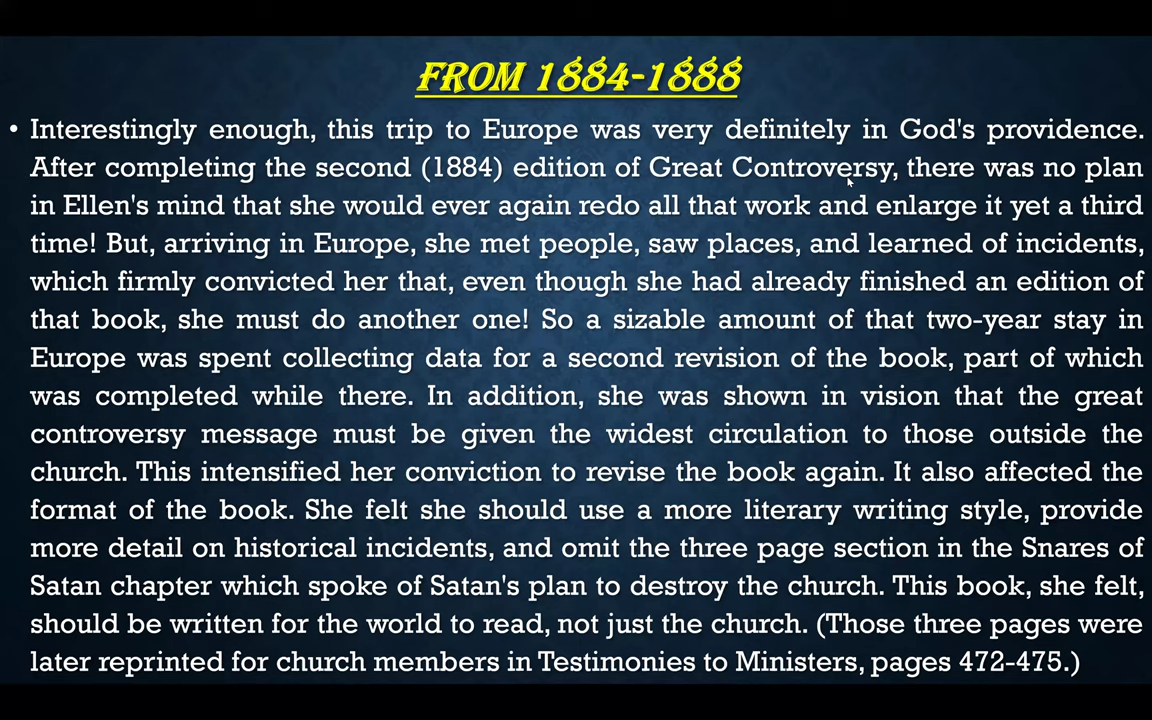 FROM 1884-1888
• Interestingly enough, this trip to Europe was very definitely in God's providence.
After completing the second (1884) edition of Great Controversy, there was no plan
in Ellen's mind that she would ever again redo all that work and enlarge it yet a third
time! But, arriving in Europe, she met people, saw places, and learned of incidents,
which firmly convicted her that, even though she had already finished an edition of
that book, she must do another one! So a sizable amount of that two-year stay in
Europe was spent collecting data for a second revision of the book, part of which
was completed while there. In addition, she was shown in vision that the great
controversy message must be given the widest circulation to those outside the
church. This intensified her conviction to revise the book again. It also affected the
format of the book. She felt she should use a more literary writing style, provide
more detail on historical incidents, and omit the three page section in the Snares of
Satan chapter which spoke of Satan's plan to destroy the church. This book, she felt,
should be written for the world to read, not just the church. (Those three pages were
later reprinted for church members in Testimonies to Ministers, pages 472-475.)